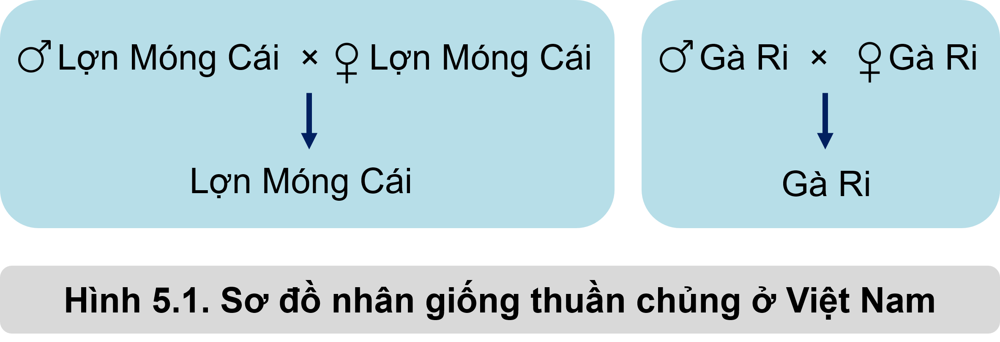 ♂ Lợn Móng Cái × ♀ Lợn Móng Cái
Lợn Móng Cái
♂ Gà Ri × ♀ Gà Ri
Gà Ri
Hình 5.1. Sơ đồ nhân giống thuần chủng ở Việt Nam